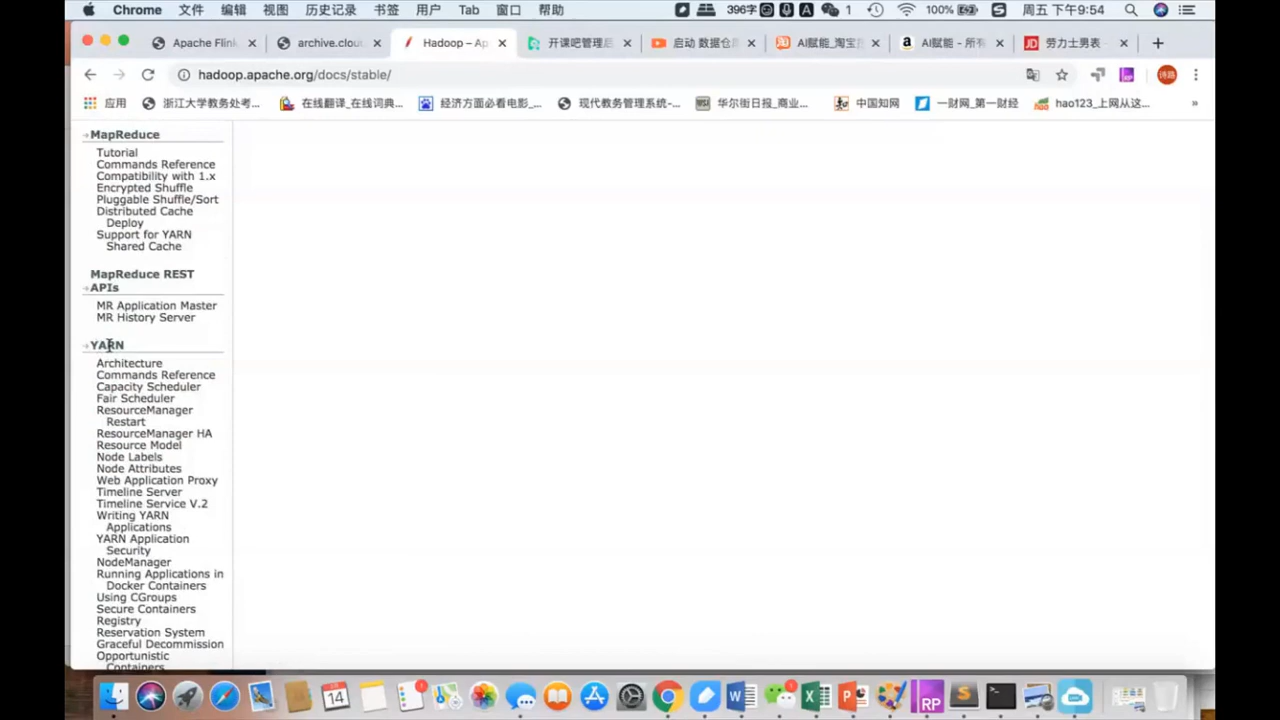 Chrome 文件 编辑 视图 历史记录 书签 用户 Tab 窗口 帮助 396字 A 1 100% S 周五 下午9:54
Apache Flin archive.clou Hadoop – Ap 开课吧管理后 启动 数据仓 AI赋能_淘宝 a AI赋能 - 所有 JD 劳力士男表
hadoop.apache.org/docs/stable/ 诗路
应用 浙江大学教务处考... 在线翻译_在线词典... 经济方面必看电影_... 现代教务管理系统-... WSJ 华尔街日报_商业... 中国知网 一财网_第一财经 hao123_上网从这... »
MapReduce
Tutorial
Commands Reference
Compatibility with 1.x
Encrypted Shuffle
Pluggable Shuffle/Sort
Distributed Cache
Deploy
Support for YARN
Shared Cache
MapReduce REST
APIs
MR Application Master
MR History Server
YARN
Architecture
Commands Reference
Capacity Scheduler
Fair Scheduler
ResourceManager
Restart
ResourceManager HA
Resource Model
Node Labels
Node Attributes
Web Application Proxy
Timeline Server
Timeline Service V.2
Writing YARN
Applications
YARN Application
Security
NodeManager
Running Applications in
Docker Containers
Using CGroups
Secure Containers
Registry
Reservation System
Graceful Decommission
Opportunistic
Containers
14 W X P RP S